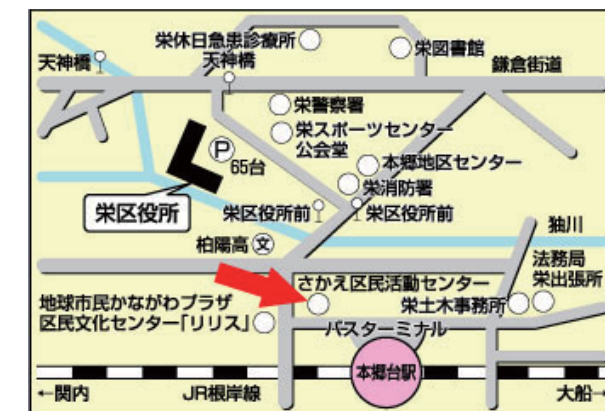 栄休日急患診療所
天神橋
天神橋
栄図書館
鎌倉街道
栄警察署
栄スポーツセンター
公会堂
P
65台
本郷地区センター
栄消防署
栄区役所
栄区役所前
栄区役所前
独川
柏陽高
文
法務局
栄出張所
さかえ区民活動センター
地球市民かながわプラザ
区民文化センター「リリス」
栄土木事務所
バスターミナル
本郷台駅
←関内
JR根岸線
大船→